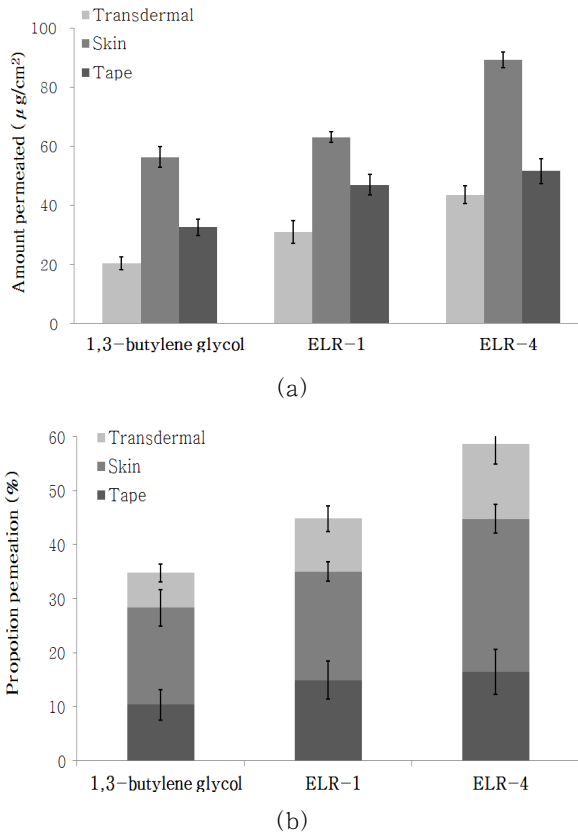 Transdermal
Skin
Tape
Amount permeated (μg/cm²)
100
80
60
40
20
0
1,3-butylene glycol ELR-1 ELR-4
(a)
Transdermal
Skin
Tape
Propotion pemeation (%)
60
50
40
30
20
10
0
1,3-butylene glycol ELR-1 ELR-4
(b)